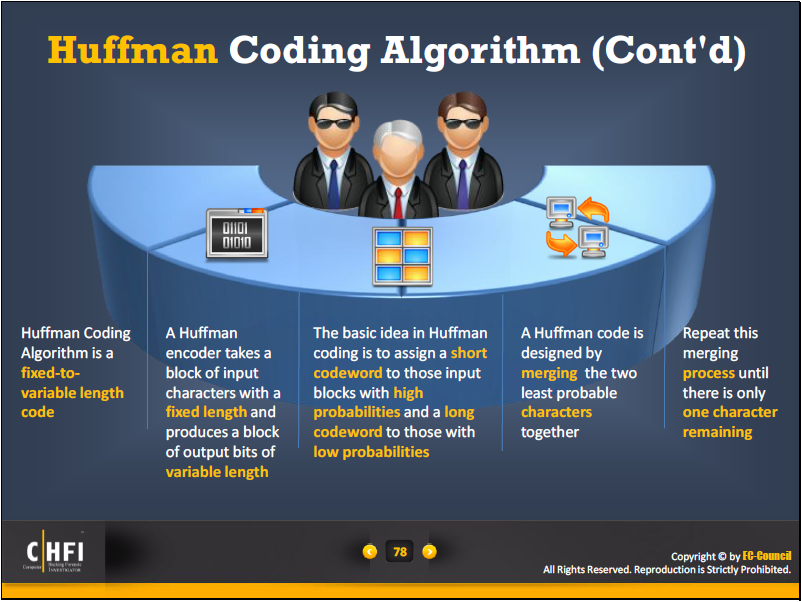 Huffman Coding Algorithm (Cont'd)
01101
01010
Huffman Coding
Algorithm is a
fixed-to-
variable length
code
A Huffman
encoder takes a
block of input
characters with a
fixed length and
produces a block
of output bits of
variable length
The basic idea in Huffman
coding is to assign a short
codeword to those input
blocks with high
probabilities and a long
codeword to those with
low probabilities
A Huffman code is
designed by
merging the two
least probable
characters
together
Repeat this
merging
process until
there is only
one character
remaining
CHFI
Computer Hacking Forensic
INVESTIGATOR
78
Copyright © by EC-Council
All Rights Reserved. Reproduction is Strictly Prohibited.